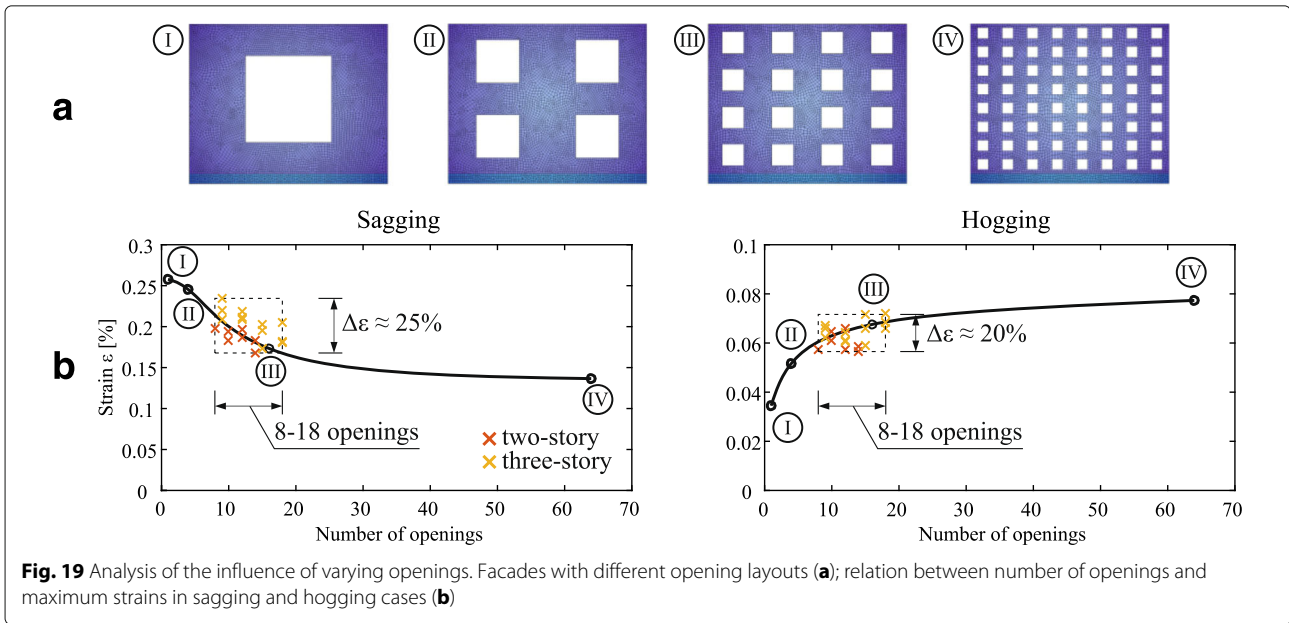 I
II
III
IV
a
b
Sagging
Strain ε [%]
0.3
0.25
0.2
0.15
0.1
0.05
0
I
II
III
IV
Δε ≈ 25%
8-18 openings
two-story
three-story
0 10 20 30 40 50 60 70
Number of openings
Hogging
0.1
0.08
0.06
0.04
0.02
0
I
II
III
IV
Δε ≈ 20%
8-18 openings
0 10 20 30 40 50 60 70
Number of openings
Fig. 19 Analysis of the influence of varying openings. Facades with different opening layouts (a); relation between number of openings and
maximum strains in sagging and hogging cases (b)